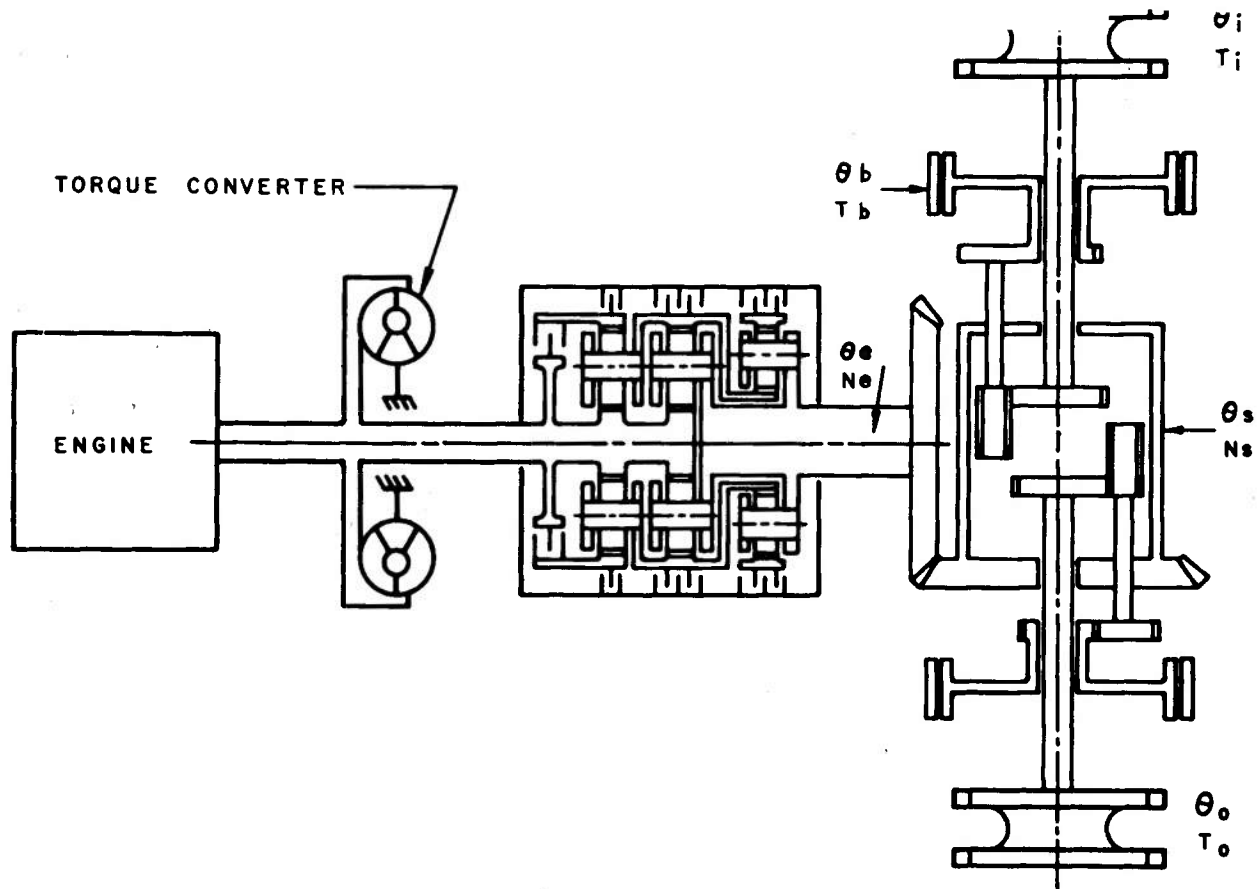 θi
Ti
TORQUE CONVERTER
θb
Tb
θe
Ne
ENGINE
θs
Ns
θo
To